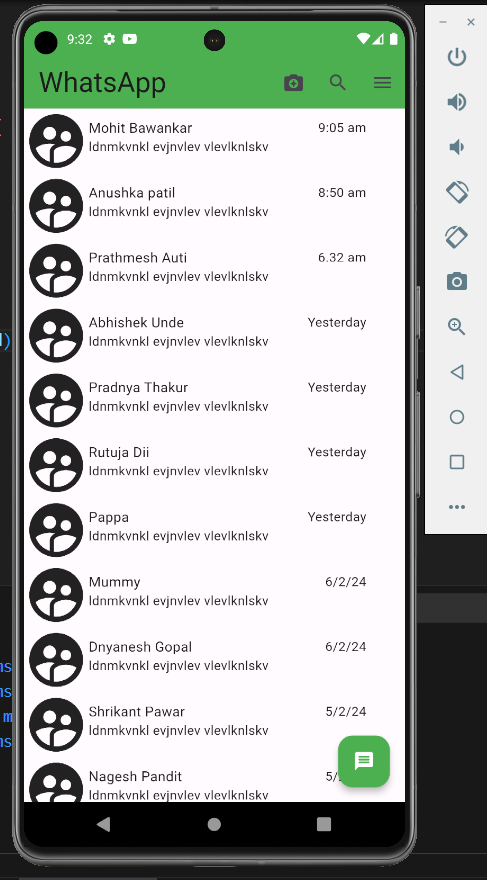 9:32
WhatsApp
Mohit Bawankar 9:05 am
ldnmkvnkl evjnvlev vlevlknlskv
Anushka patil 8:50 am
ldnmkvnkl evjnvlev vlevlknlskv
Prathmesh Auti 6.32 am
ldnmkvnkl evjnvlev vlevlknlskv
Abhishek Unde Yesterday
ldnmkvnkl evjnvlev vlevlknlskv
Pradnya Thakur Yesterday
ldnmkvnkl evjnvlev vlevlknlskv
Rutuja Dii Yesterday
ldnmkvnkl evjnvlev vlevlknlskv
Pappa Yesterday
ldnmkvnkl evjnvlev vlevlknlskv
Mummy 6/2/24
ldnmkvnkl evjnvlev vlevlknlskv
Dnyanesh Gopal 6/2/24
ldnmkvnkl evjnvlev vlevlknlskv
Shrikant Pawar 5/2/24
ldnmkvnkl evjnvlev vlevlknlskv
Nagesh Pandit
ldnmkvnkl evjnvlev vlevlknlskv